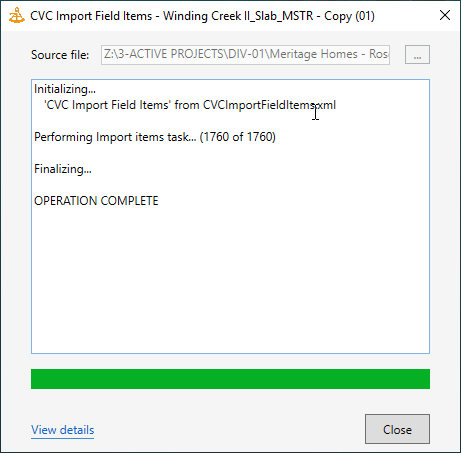 CVC Import Field Items - Winding Creek II_Slab_MSTR - Copy (01)
Source file: Z:\3-ACTIVE PROJECTS\DIV-01\Meritage Homes - Ros ...
Initializing...
'CVC Import Field Items' from CVCImportFieldItems.xml
Performing Import items task... (1760 of 1760)
Finalizing...
OPERATION COMPLETE
View details
Close